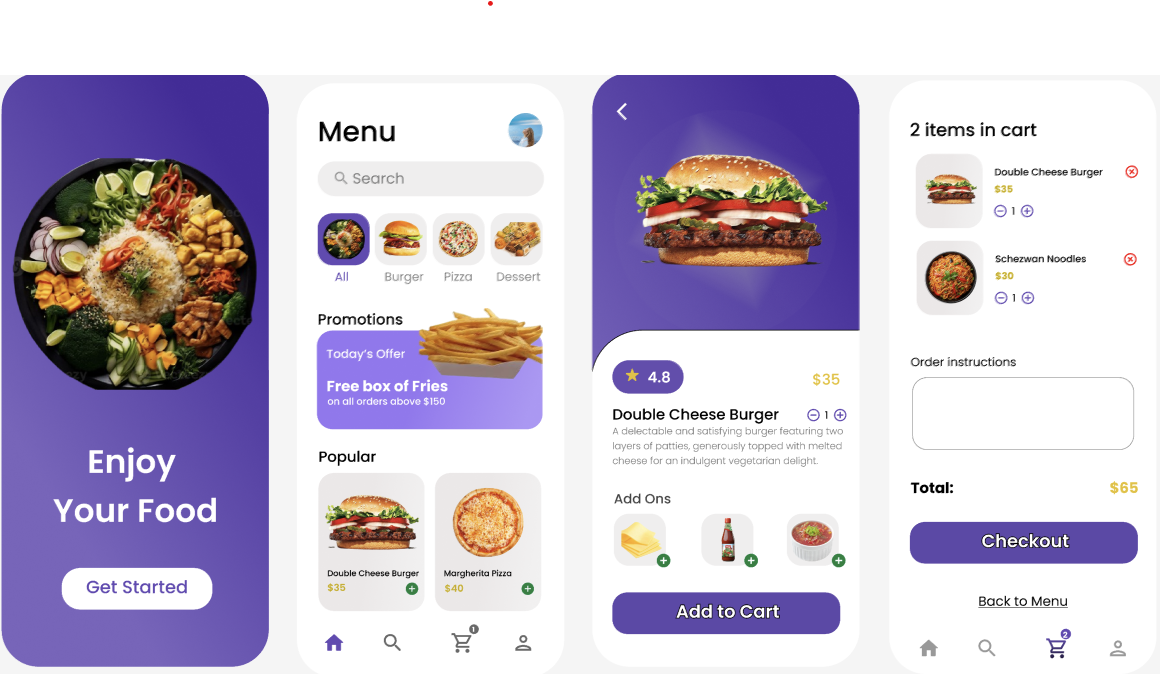 Enjoy
Your Food
Get Started
Menu
Search
All
Burger
Pizza
Dessert
Promotions
Today's Offer
Free box of Fries
on all orders above $150
Popular
Double Cheese Burger
$35
Margherita Pizza
$40
1
4.8
$35
Double Cheese Burger
1
A delectable and satisfying burger featuring two
layers of patties, generously topped with melted
cheese for an indulgent vegetarian delight.
Add Ons
Add to Cart
2 items in cart
Double Cheese Burger
$35
1
Schezwan Noodles
$30
1
Order instructions
Total: $65
Checkout
Back to Menu
2